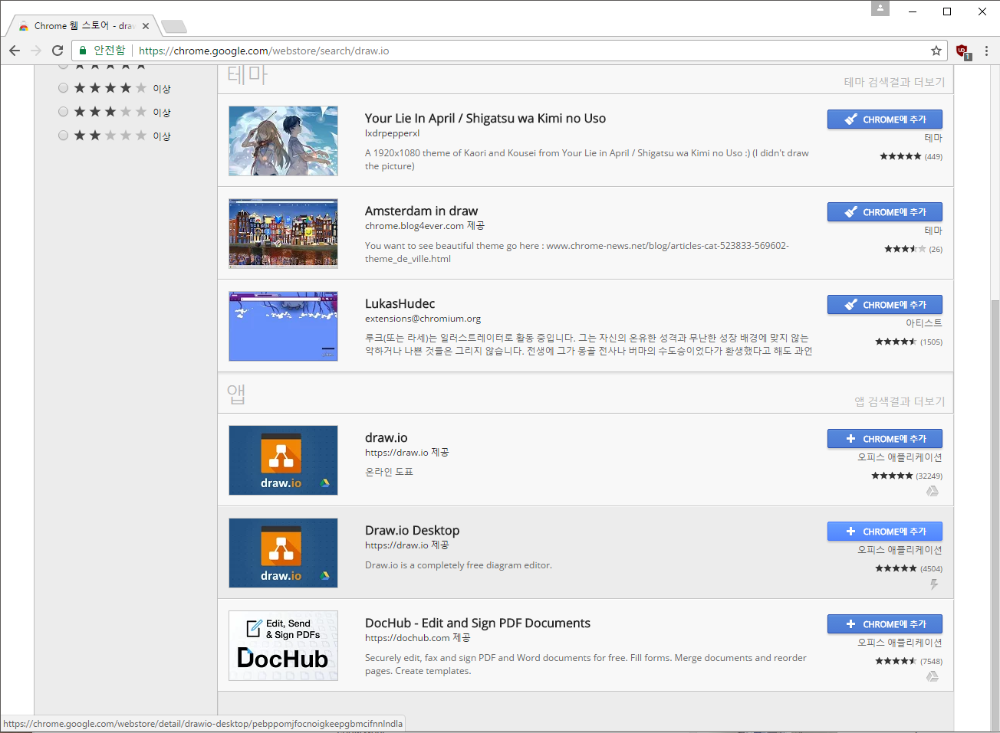 Chrome 웹 스토어 - draw
안전함
https://chrome.google.com/webstore/search/draw.io
1
이상
이상
이상
테마
테마 검색결과 더보기
Your Lie In April / Shigatsu wa Kimi no Uso
lxdrpepperxl
A 1920x1080 theme of Kaori and Kousei from Your Lie in April / Shigatsu wa Kimi no Uso :) (I didn't draw
the picture)
CHROME에 추가
테마
(449)
Amsterdam in draw
chrome.blog4ever.com 제공
You want to see beautiful theme go here : www.chrome-news.net/blog/articles-cat-523833-569602-
theme_de_ville.html
CHROME에 추가
테마
(26)
LukasHudec
extensions@chromium.org
루크(또는 라세)는 일러스트레이터로 활동 중입니다. 그는 자신의 온유한 성격과 무난한 성장 배경에 맞지 않는
악하거나 나쁜 것들은 그리지 않습니다. 전생에 그가 몽골 전사나 버마의 수도승이었다가 환생했다고 해도 과언
CHROME에 추가
아티스트
(1505)
앱
앱 검색결과 더보기
draw.io
draw.io
https://draw.io 제공
온라인 도표
CHROME에 추가
오피스 애플리케이션
(32249)
draw.io
Draw.io Desktop
https://draw.io 제공
Draw.io is a completely free diagram editor.
CHROME에 추가
오피스 애플리케이션
(4504)
Edit, Send
& Sign PDFs
DocHub
DocHub - Edit and Sign PDF Documents
https://dochub.com 제공
Securely edit, fax and sign PDF and Word documents for free. Fill forms. Merge documents and reorder
pages. Create templates.
CHROME에 추가
오피스 애플리케이션
(7548)
https://chrome.google.com/webstore/detail/drawio-desktop/pebppomjfocnoigkeepgbmcifnnlndla